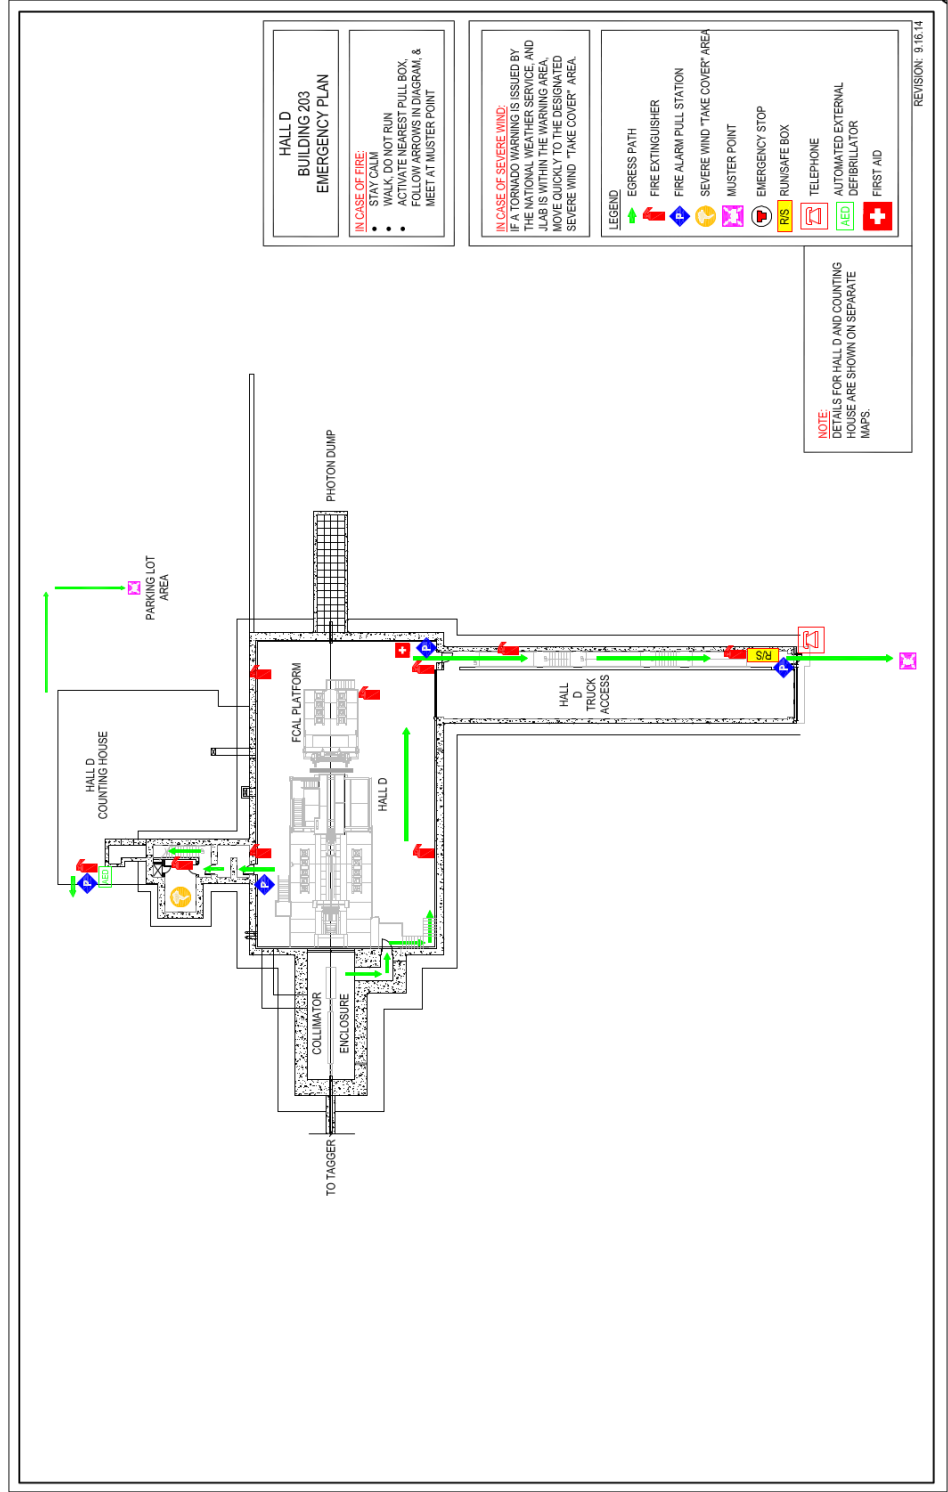 HALL D
BUILDING 203
EMERGENCY PLAN
IN CASE OF FIRE:
• STAY CALM
• WALK, DO NOT RUN
• ACTIVATE NEAREST PULL BOX,
FOLLOW ARROWS IN DIAGRAM, &
MEET AT MUSTER POINT
IN CASE OF SEVERE WIND:
IF A TORNADO WARNING IS ISSUED BY
THE NATIONAL WEATHER SERVICE, AND
JLAB IS WITHIN THE WARNING AREA,
MOVE QUICKLY TO THE DESIGNATED
SEVERE WIND "TAKE COVER" AREA.
LEGEND
EGRESS PATH
FIRE EXTINGUISHER
P FIRE ALARM PULL STATION
SEVERE WIND "TAKE COVER" AREA
MUSTER POINT
EMERGENCY STOP
R/S RUN/SAFE BOX
TELEPHONE
AED AUTOMATED EXTERNAL
DEFIBRILLATOR
FIRST AID
NOTE:
DETAILS FOR HALL D AND COUNTING
HOUSE ARE SHOWN ON SEPARATE
MAPS.
REVISION: 9.16.14
PARKING LOT
AREA
HALL D
COUNTING HOUSE
P
AED
P
PHOTON DUMP
FCAL PLATFORM
HALL D
COLLIMATOR
ENCLOSURE
TO TAGGER
P
HALL
D
TRUCK
ACCESS
R/S
P